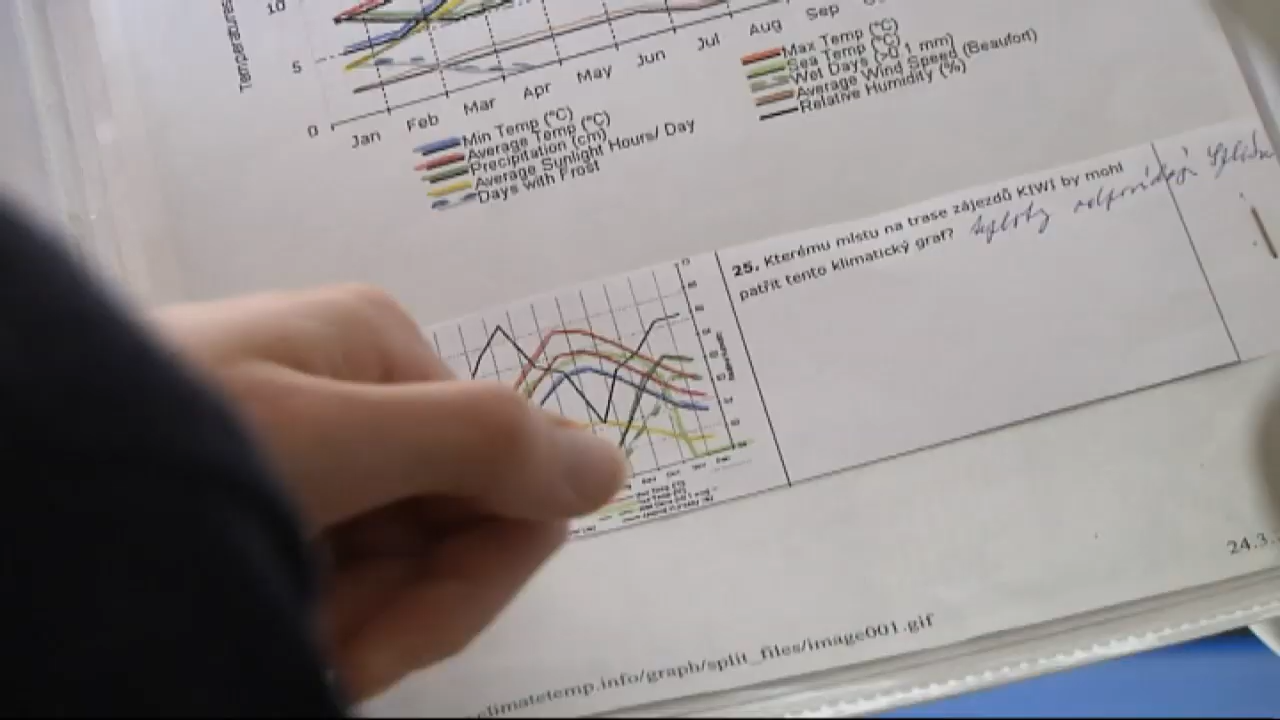 10
5
0
Jan Feb Mar Apr May Jun Jul Aug Sep
Min Temp (°C)
Average Temp (°C)
Precipitation (cm)
Average Sunlight Hours/ Day
Days with Frost
Max Temp (°C)
Sea Temp (°C)
Wet Days (>0.1 mm)
Average Wind Speed (Beaufort)
Relative Humidity (%)
25. Kterému místu na trase zájezdů KIWI by mohl
patřit tento klimatický graf? teploty odpovídají
24.3.
climatetemp.info/graph/split_files/image001.gif